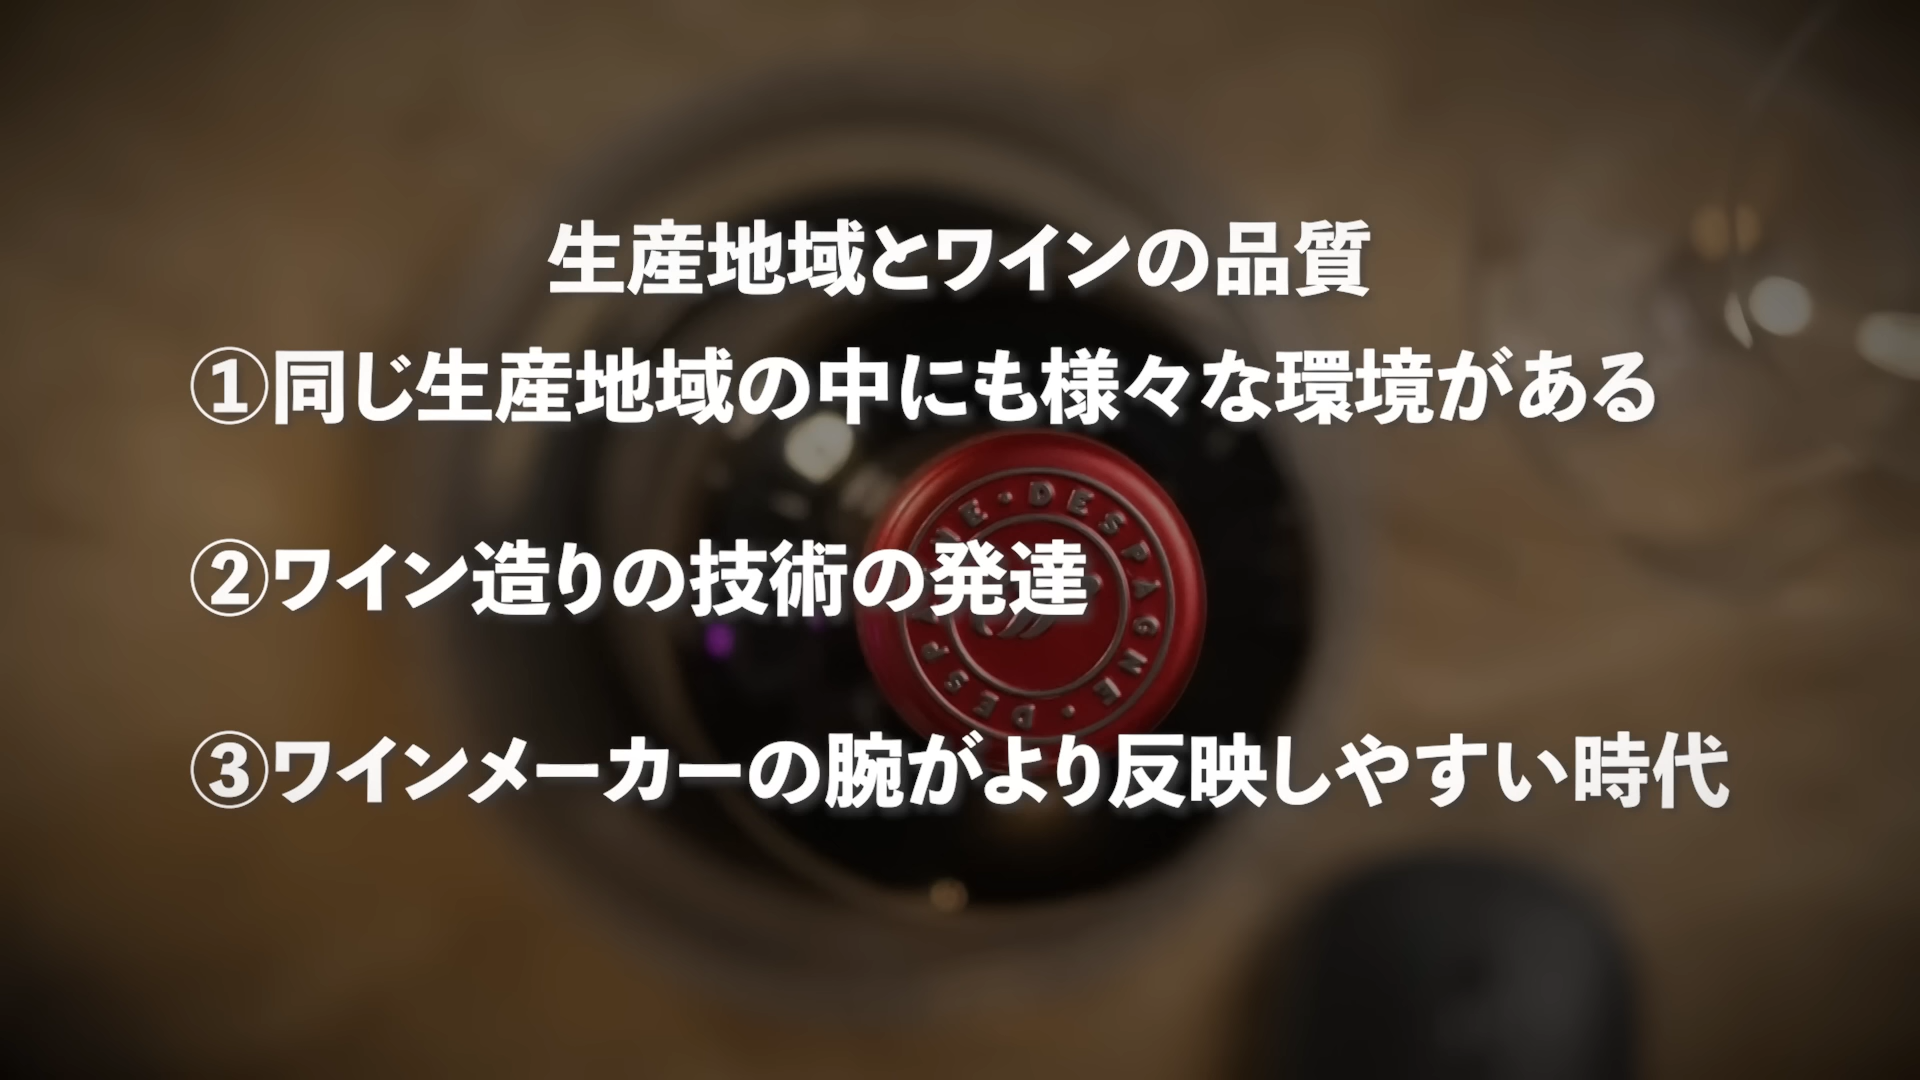 生産地域とワインの品質
①同じ生産地域の中にも様々な環境がある
②ワイン造りの技術の発達
③ワインメーカーの腕がより反映しやすい時代
DESPAGNE・DESPAGNE・